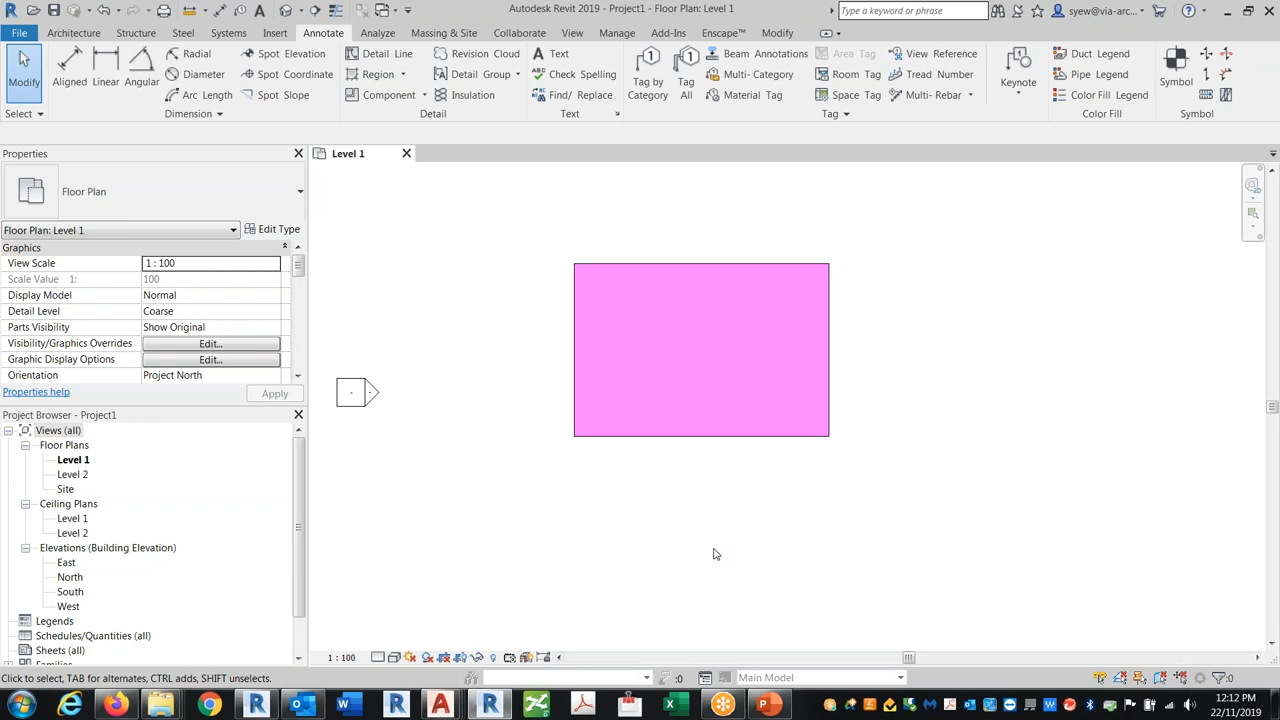 Autodesk Revit 2019 - Project1 - Floor Plan: Level 1
Type a keyword or phrase
syew@via-arc...
File Architecture Structure Steel Systems Insert Annotate Analyze Massing & Site Collaborate View Manage Add-Ins Enscape™ Modify
Modify
Select
Aligned Linear Angular
Radial
Diameter
Arc Length
Spot Elevation
Spot Coordinate
Spot Slope
Dimension
Detail Line
Region
Component
Revision Cloud
Detail Group
Insulation
Detail
Text
Check Spelling
Find/ Replace
Text
Tag by Category
Tag All
Beam Annotations
Multi- Category
Material Tag
Area Tag
Room Tag
Space Tag
View Reference
Tread Number
Multi- Rebar
Tag
Keynote
Duct Legend
Pipe Legend
Color Fill Legend
Color Fill
Symbol
Symbol
Properties
Floor Plan
Floor Plan: Level 1
Edit Type
Graphics
View Scale 1 : 100
Scale Value 1: 100
Display Model Normal
Detail Level Coarse
Parts Visibility Show Original
Visibility/Graphics Overrides Edit...
Graphic Display Options Edit...
Orientation Project North
Properties help
Apply
Project Browser - Project1
Views (all)
Floor Plans
Level 1
Level 2
Site
Ceiling Plans
Level 1
Level 2
Elevations (Building Elevation)
East
North
South
West
Legends
Schedules/Quantities (all)
Sheets (all)
Families
Level 1
1 : 100
Click to select, TAB for alternates, CTRL adds, SHIFT unselects.
:0
Main Model
:0
12:12 PM
22/11/2019